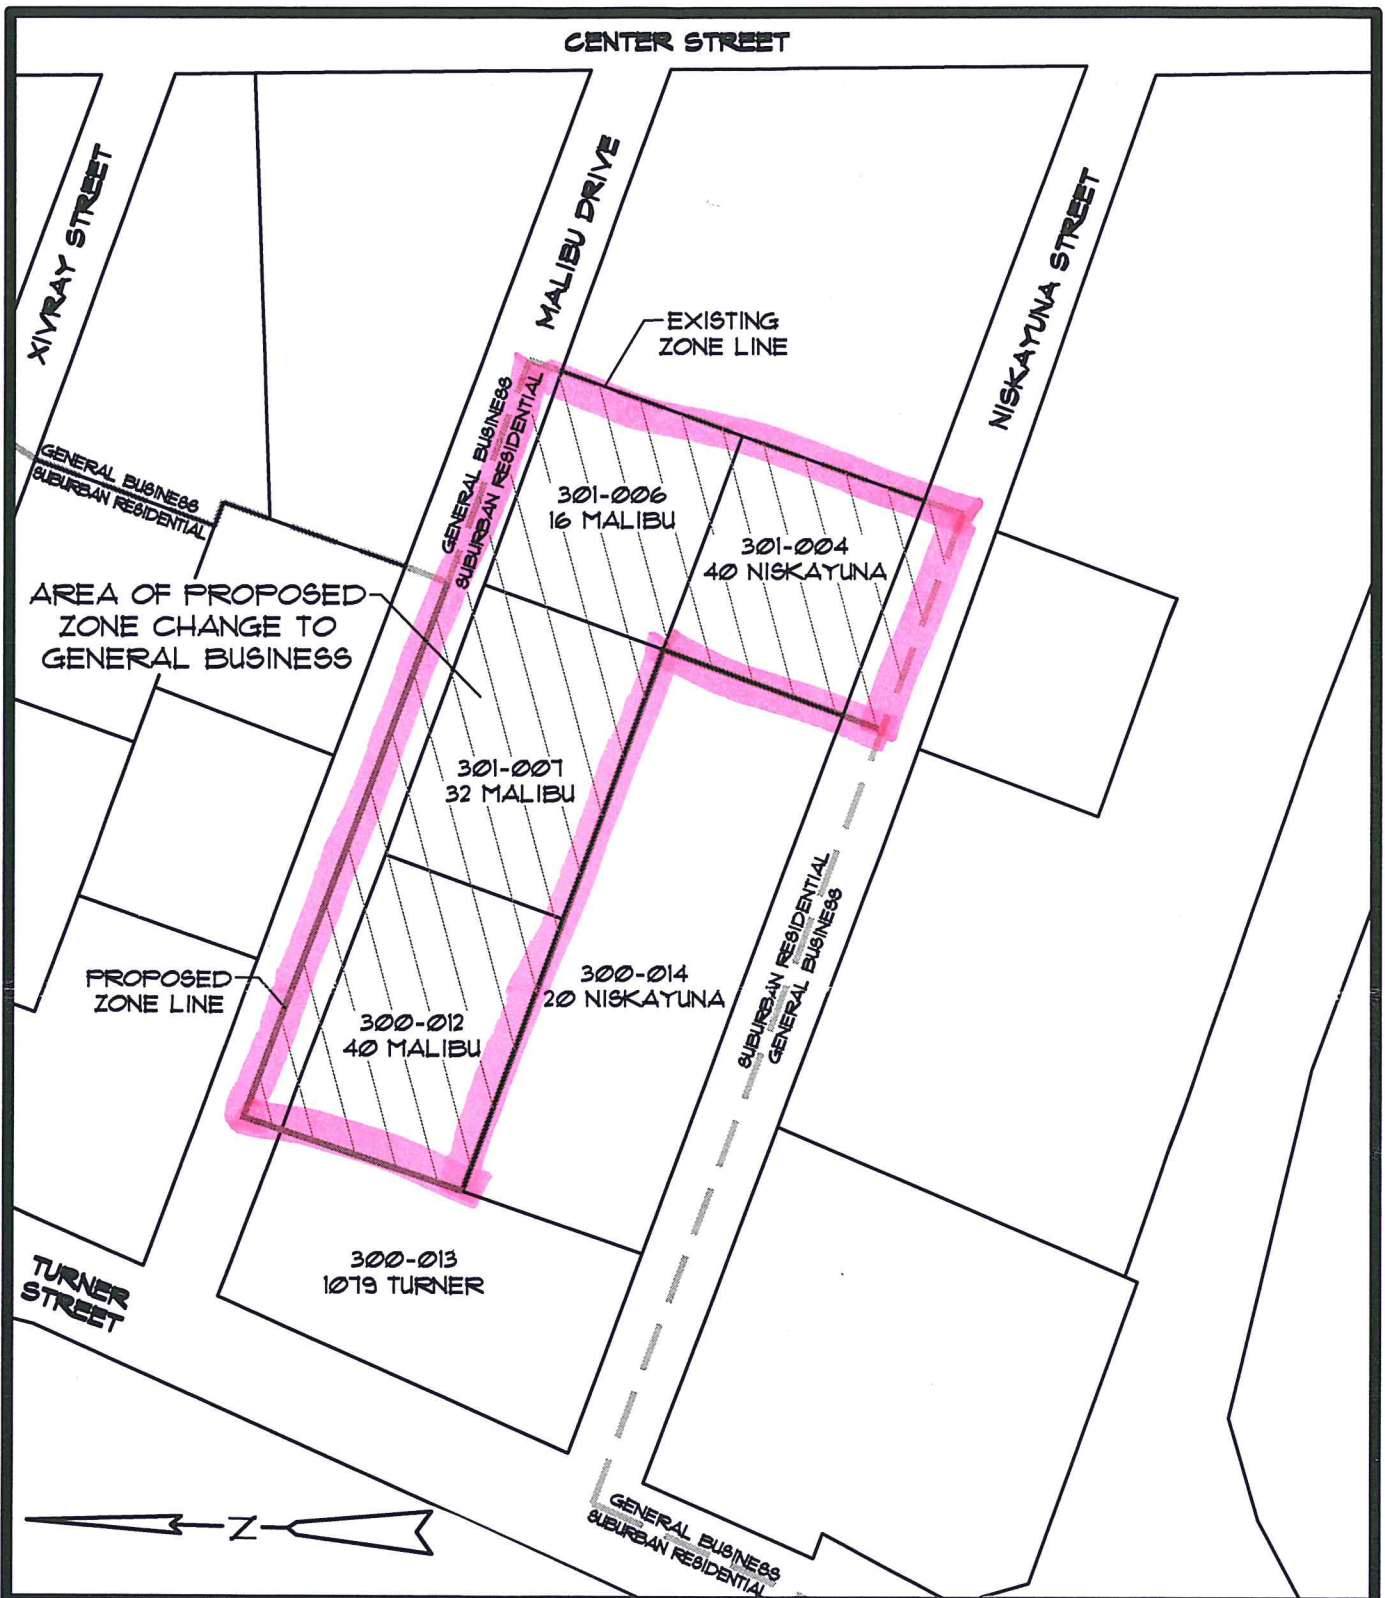 CENTER STREET
XIVRAY STREET
MALIBU DRIVE
NISKAYUNA STREET
EXISTING
ZONE LINE
GENERAL BUSINESS
SUBURBAN RESIDENTIAL
GENERAL BUSINESS
SUBURBAN RESIDENTIAL
301-006
16 MALIBU
301-004
40 NISKAYUNA
AREA OF PROPOSED
ZONE CHANGE TO
GENERAL BUSINESS
301-007
32 MALIBU
SUBURBAN RESIDENTIAL
GENERAL BUSINESS
PROPOSED
ZONE LINE
300-014
20 NISKAYUNA
300-012
40 MALIBU
300-013
1079 TURNER
TURNER
STREET
Z
GENERAL BUSINESS
SUBURBAN RESIDENTIAL